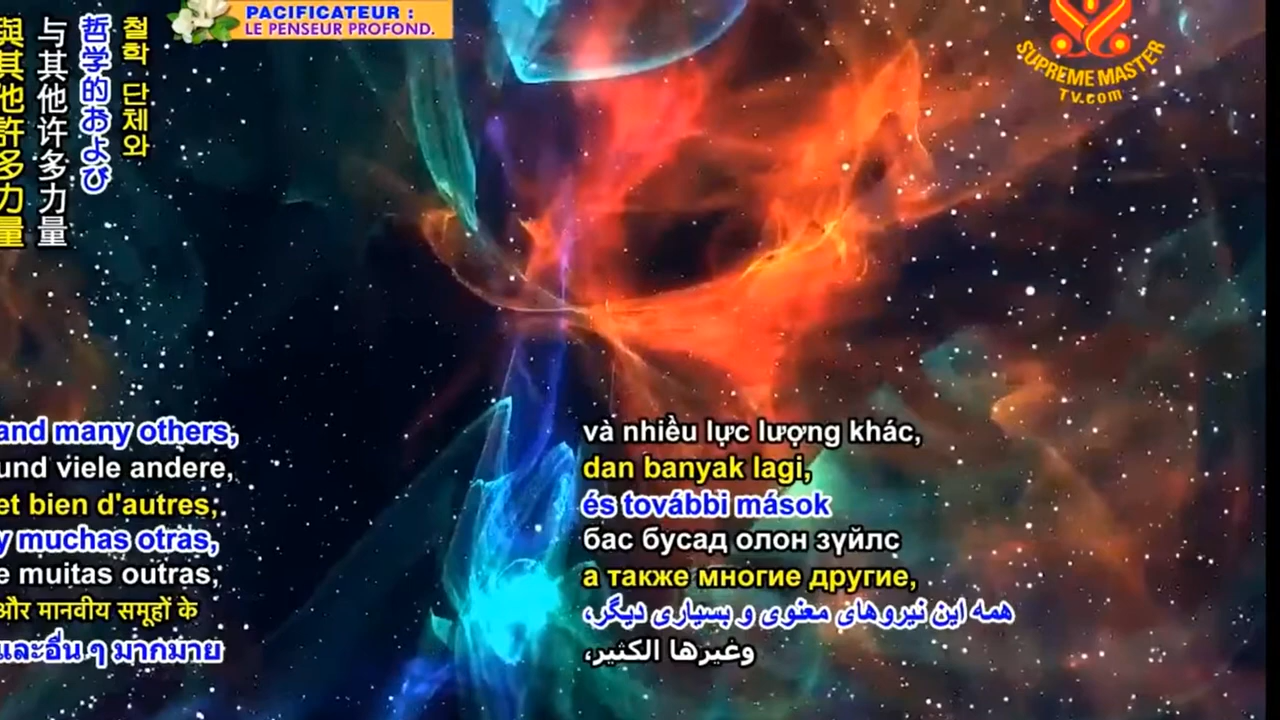 PACIFICATEUR :
LE PENSEUR PROFOND.
SUPREME MASTER
TV.com
철학 단체와
哲学的および
与其他许多力量
與其他許多力量
and many others,
und viele andere,
et bien d'autres,
y muchas otras,
e muitas outras,
और मानवीय समूहों के
และอื่น ๆ มากมาย
và nhiều lực lượng khác,
dan banyak lagi,
és további mások
бас бусад олон зүйлс
а также многие другие,
همه این نیروهای معنوی و بسیاری دیگر،
وغيرها الكثير،